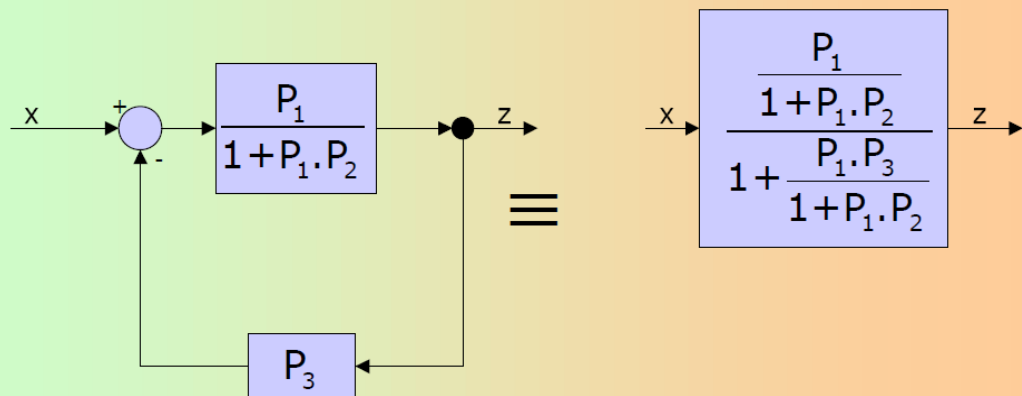 x
+
-
P₁
1+P₁.P₂
z
P₃
≡
x
P₁
1+P₁.P₂
1+ P₁.P₃
1+P₁.P₂
z